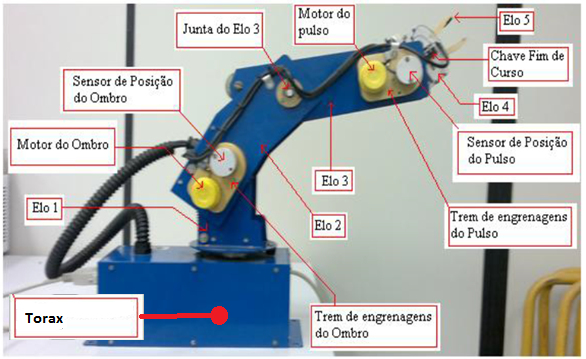 Motor do
pulso
Elo 5
Junta do Elo 3
Chave Fim de
Curso
Sensor de Posição
do Ombro
Elo 4
Motor do Ombro
Sensor de Posição
do Pulso
Elo 3
Elo 1
Elo 2
Trem de engrenagens
do Pulso
Torax
Trem de engrenagens
do Ombro